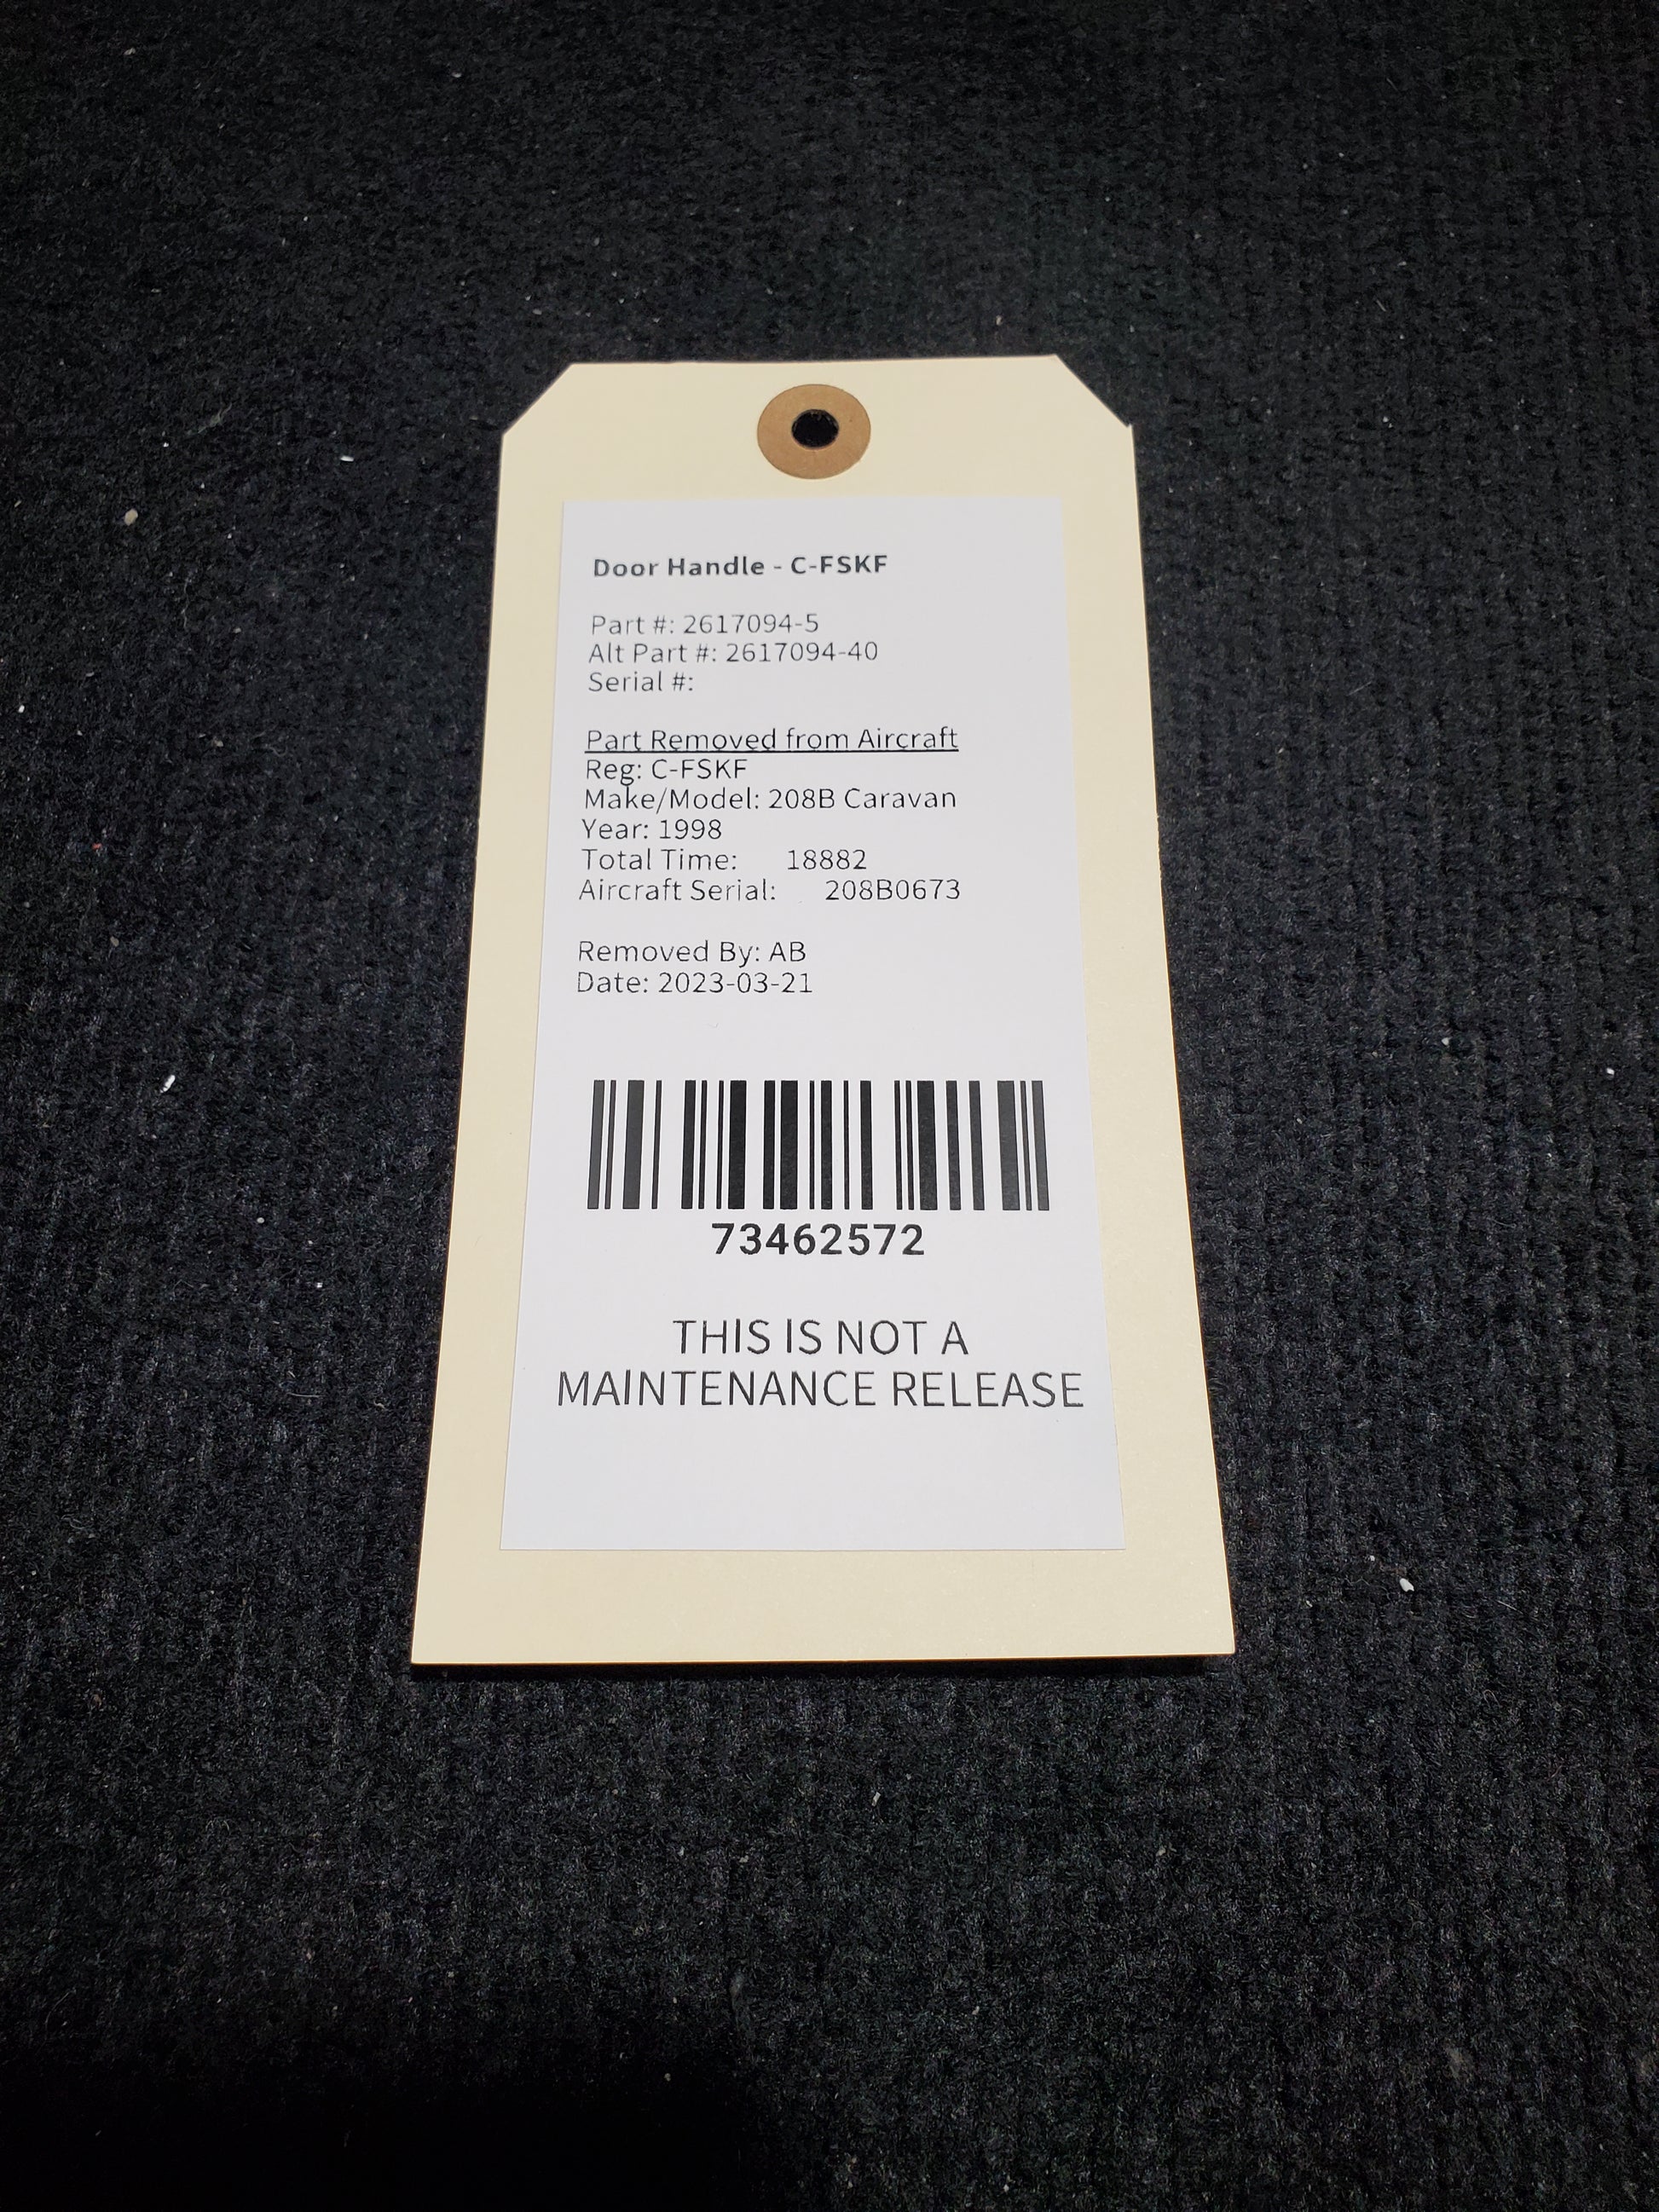 Door Handle - C-FSKF
Part #: 2617094-5
Alt Part #: 2617094-40
Serial #:
Part Removed from Aircraft
Reg: C-FSKF
Make/Model: 208B Caravan
Year: 1998
Total Time: 18882
Aircraft Serial: 208B0673
Removed By: AB
Date: 2023-03-21
73462572
THIS IS NOT A
MAINTENANCE RELEASE